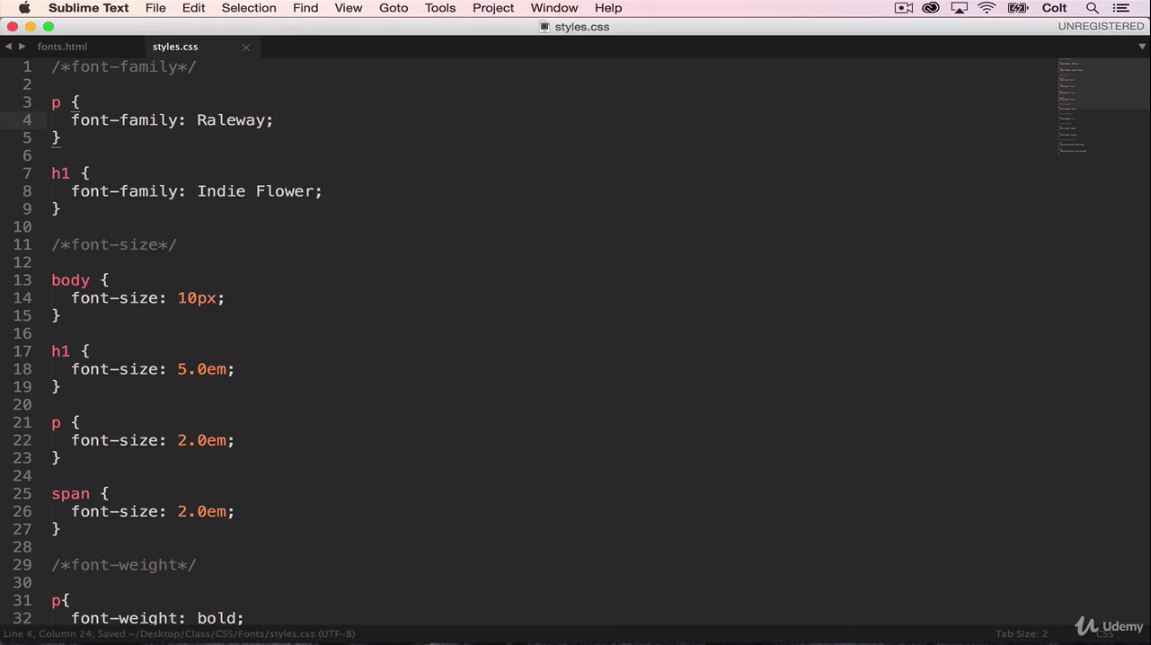 Sublime Text File Edit Selection Find View Goto Tools Project Window Help Colt
styles.css UNREGISTERED
fonts.html styles.css
1 /*font-family*/
2
3 p {
4 font-family: Raleway;
5 }
6
7 h1 {
8 font-family: Indie Flower;
9 }
10
11 /*font-size*/
12
13 body {
14 font-size: 10px;
15 }
16
17 h1 {
18 font-size: 5.0em;
19 }
20
21 p {
22 font-size: 2.0em;
23 }
24
25 span {
26 font-size: 2.0em;
27 }
28
29 /*font-weight*/
30
31 p{
32 font-weight: bold;
Line 4, Column 24; Saved ~/Desktop/Class/CSS/Fonts/styles.css (UTF-8) Tab Size: 2 CSS
Udemy